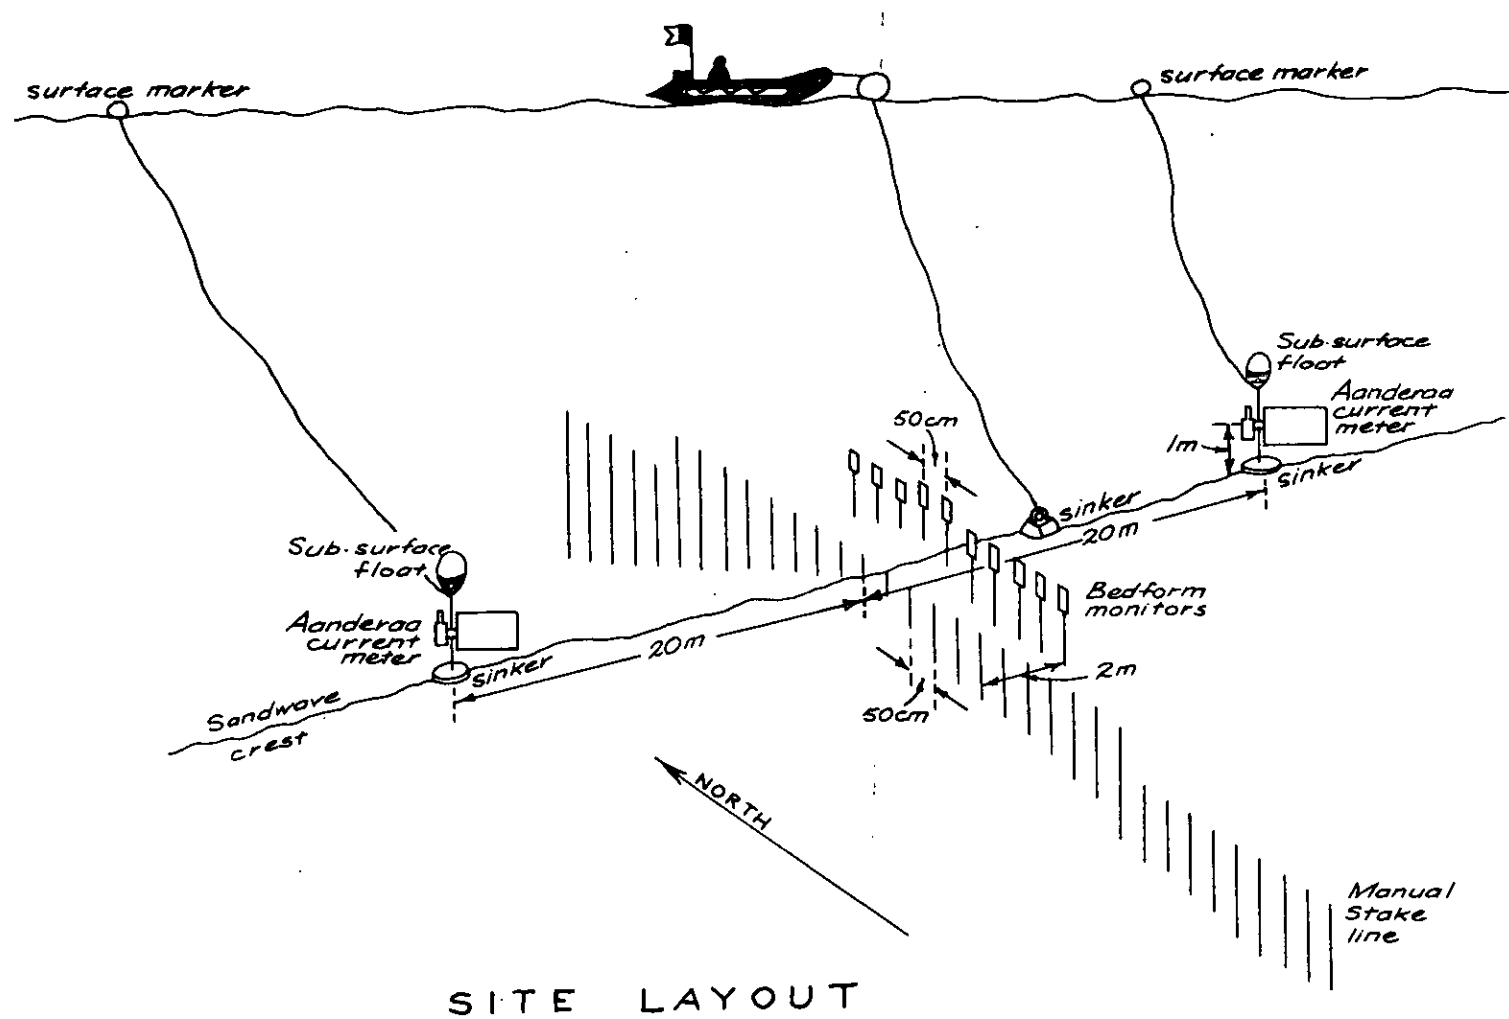 surface marker
surface marker
Sub-surface
float
Aanderaa
current
meter
1m
sinker
50cm
sinker
20m
Sub-surface
float
Aanderaa
current
meter
sinker
20m
Bedform
monitors
2m
50cm
Sandwave
crest
NORTH
Manual
Stake
line
SITE LAYOUT